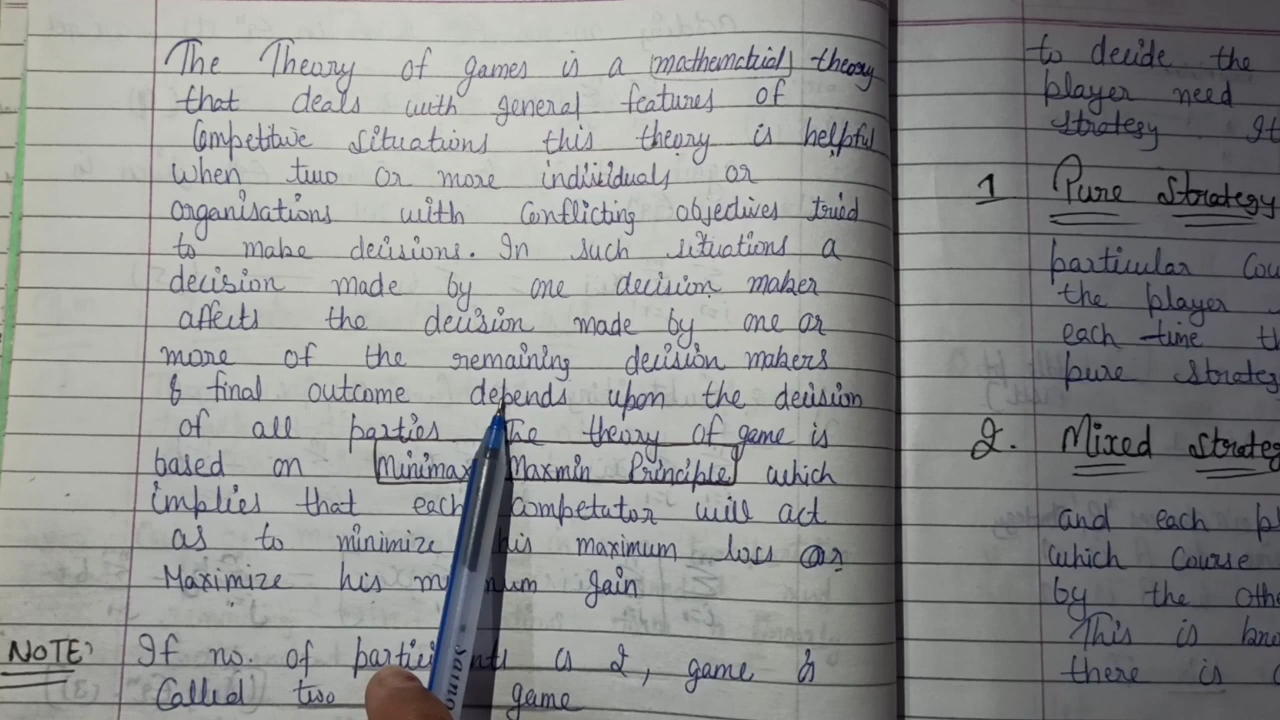 The Theory of games is a mathematical theory
that deals with general features of
Competitive situations this theory is helpful
when two or more individuals or
organisations with Conflicting objectives tried
to make decisions. In such situations a
decision made by one decision maker
affects the decision made by one or
more of the remaining decision makers
& final outcome depends upon the decision
of all parties The theory of game is
based on Minimax Maxmin Principle which
implies that each competator will act
as to minimize his maximum loss or
Maximize his gain
NOTE: If no. of is 2, game is
Called two game
to decide the
player need
strategy It
1 Pure Strategy
particular
the player
each time
pure
2. Mixed
and each
which Course
by the
This is
there is
SAINO